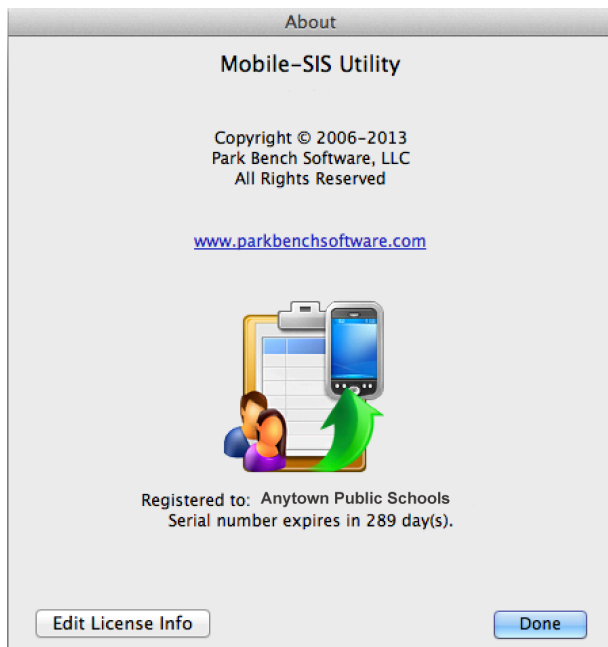 About
Mobile-SIS Utility
Copyright © 2006-2013
Park Bench Software, LLC
All Rights Reserved
www.parkbenchsoftware.com
Registered to: Anytown Public Schools
Serial number expires in 289 day(s).
Edit License Info
Done